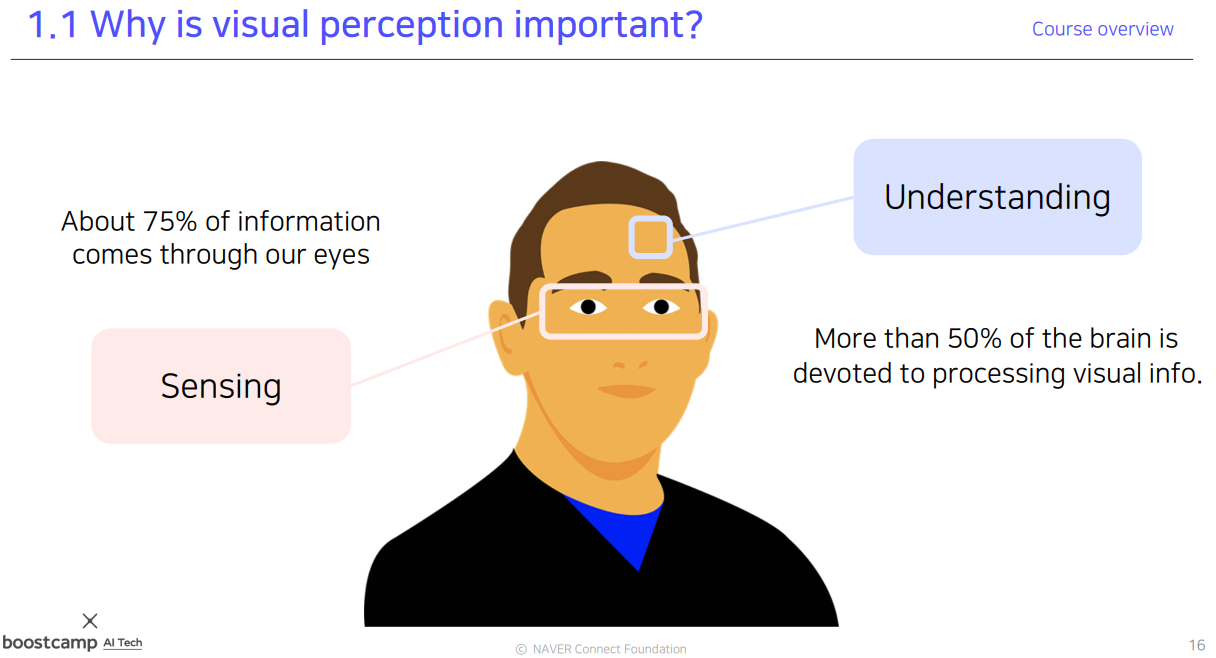 1.1 Why is visual perception important?
Course overview
About 75% of information
comes through our eyes
Sensing
Understanding
More than 50% of the brain is
devoted to processing visual info.
boostcamp AI Tech
© NAVER Connect Foundation
16